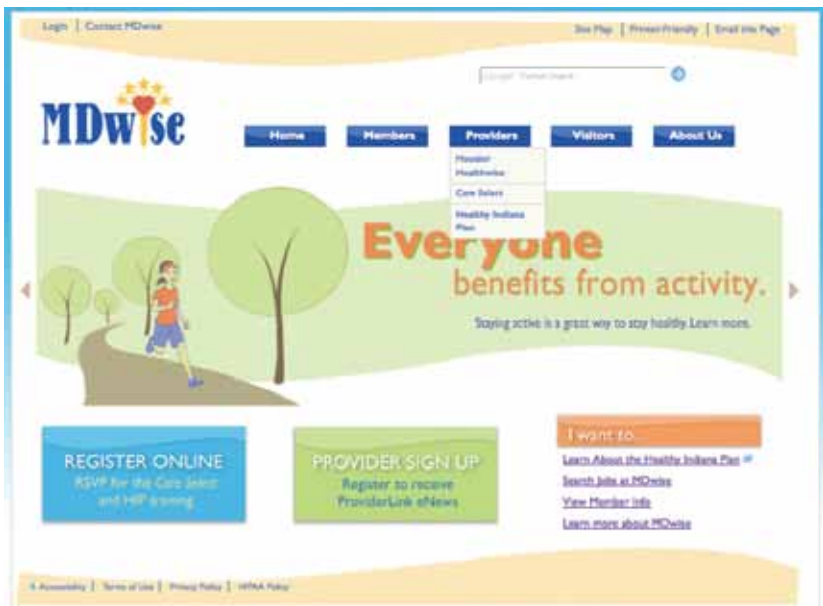 Login | Contact MDwise
Site Map | Printer-Friendly | Email this Page
MDwise
Home
Members
Providers
Visitors
About Us
Hoosier
Healthwise
Care Select
Healthy Indiana
Plan
Everyone
benefits from activity.
Staying active is a great way to stay healthy. Learn more.
REGISTER ONLINE
RSVP for the Care Select
and HIP training
PROVIDER SIGN UP
Register to receive
ProviderLink eNews
I want to...
Learn About the Healthy Indiana Plan
Search Jobs at MDwise
View Member Info
Learn more about MDwise
Accessibility | Terms of Use | Privacy Policy | HIPAA Policy